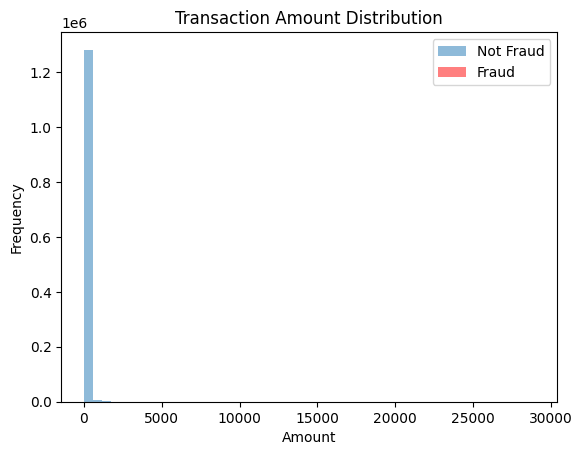 Transaction Amount Distribution
1e6
Not Fraud
Fraud
1.2
1.0
0.8
0.6
0.4
0.2
0.0
Frequency
0 5000 10000 15000 20000 25000 30000
Amount